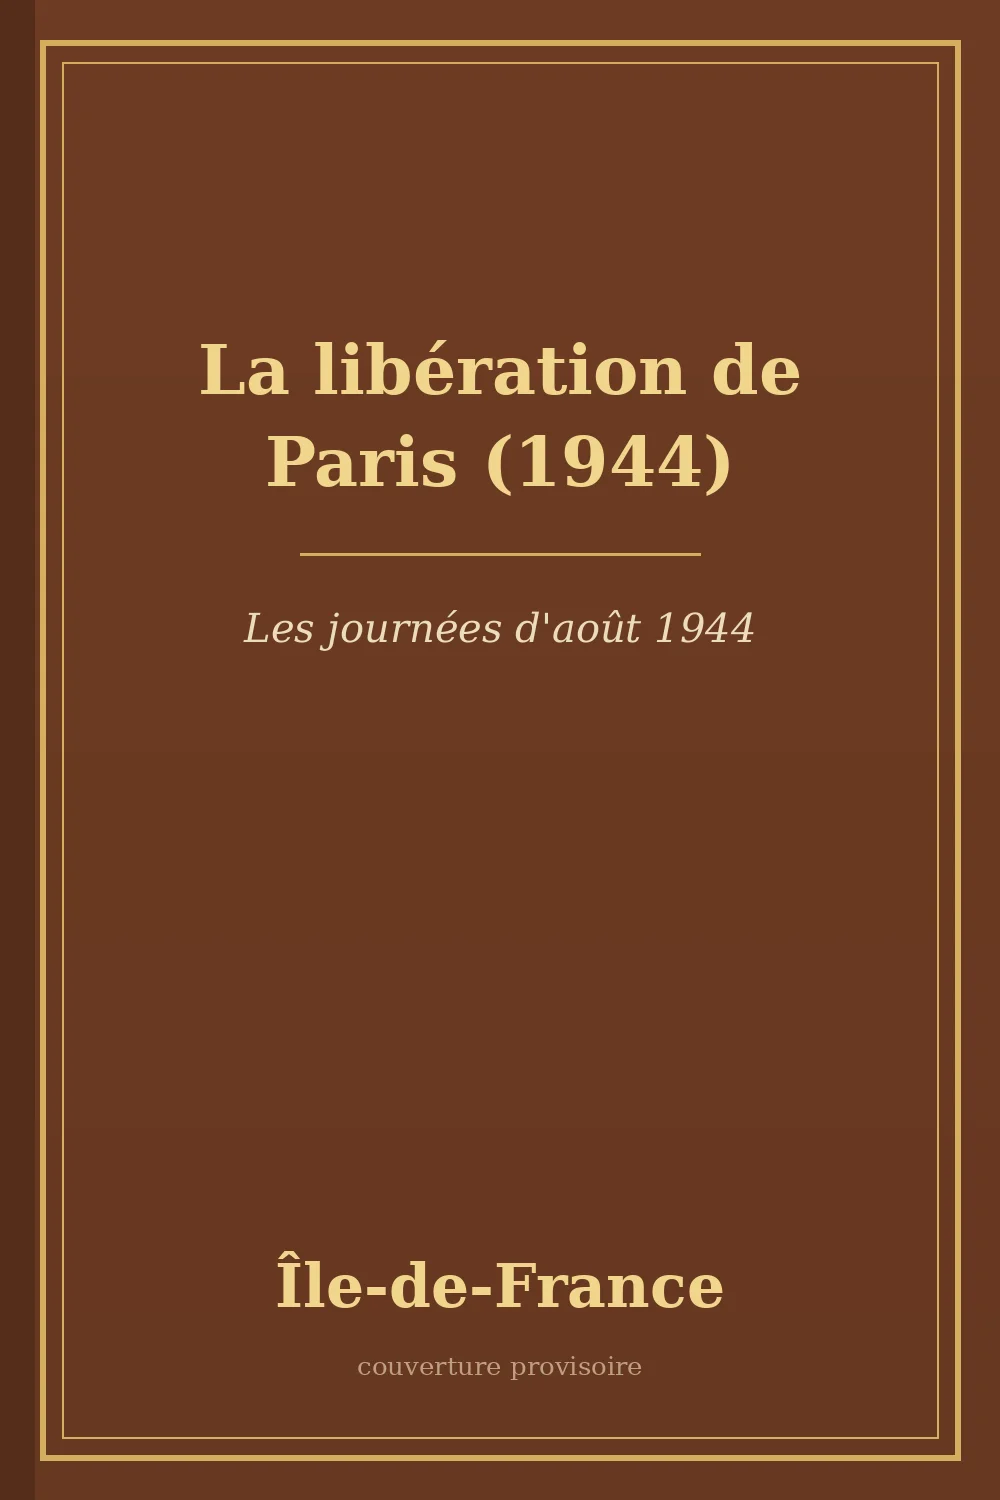 La libération de
Paris (1944)
Les journées d'août 1944
Île-de-France
couverture provisoire